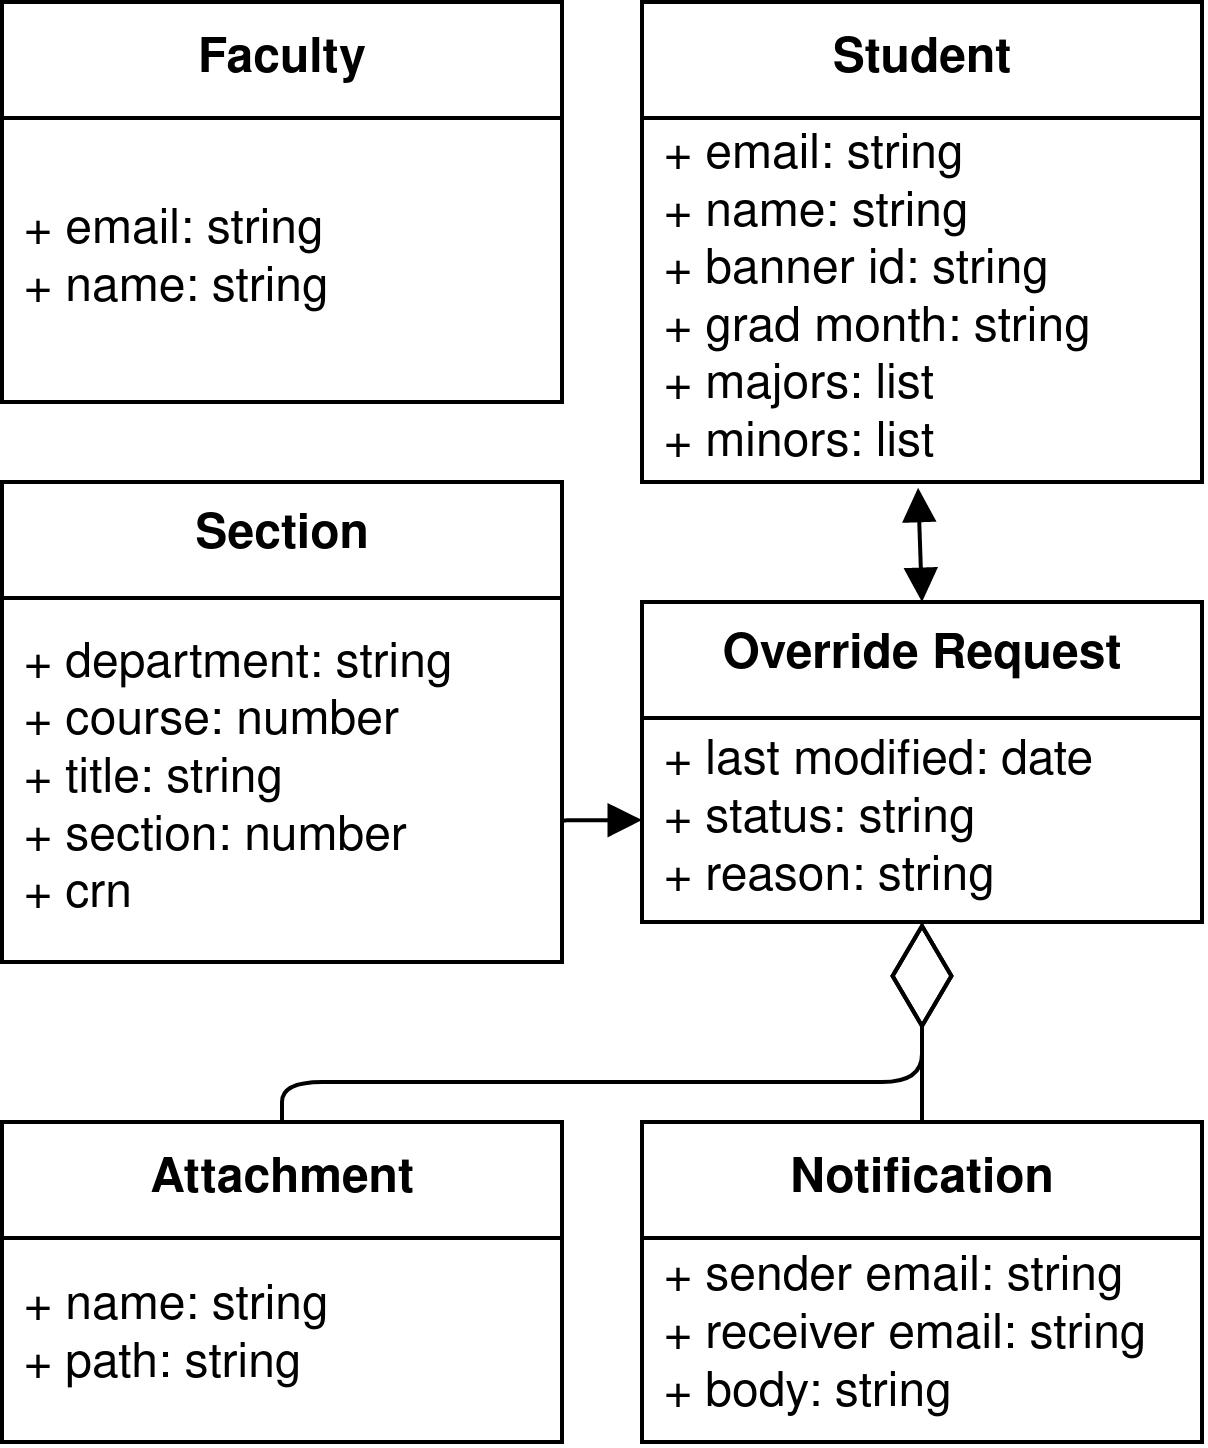 Faculty
+ email: string
+ name: string
Student
+ email: string
+ name: string
+ banner id: string
+ grad month: string
+ majors: list
+ minors: list
Section
+ department: string
+ course: number
+ title: string
+ section: number
+ crn
Override Request
+ last modified: date
+ status: string
+ reason: string
Attachment
+ name: string
+ path: string
Notification
+ sender email: string
+ receiver email: string
+ body: string